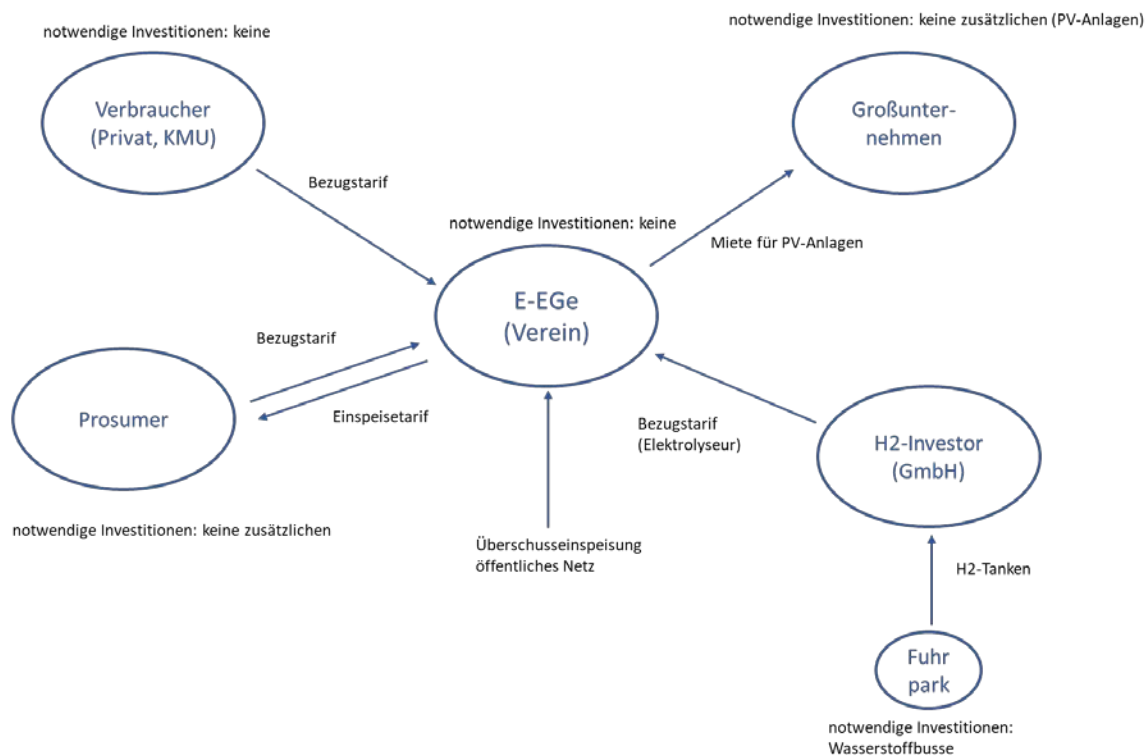 notwendige Investitionen: keine
notwendige Investitionen: keine zusätzlichen (PV-Anlagen)
Verbraucher
(Privat, KMU)
Großunter-
nehmen
Bezugstarif
notwendige Investitionen: keine
Miete für PV-Anlagen
E-EGe
(Verein)
Bezugstarif
Prosumer
Einspeisetarif
Bezugstarif
(Elektrolyseur)
H2-Investor
(GmbH)
notwendige Investitionen: keine zusätzlichen
Überschusseinspeisung
öffentliches Netz
H2-Tanken
Fuhr
park
notwendige Investitionen:
Wasserstoffbusse